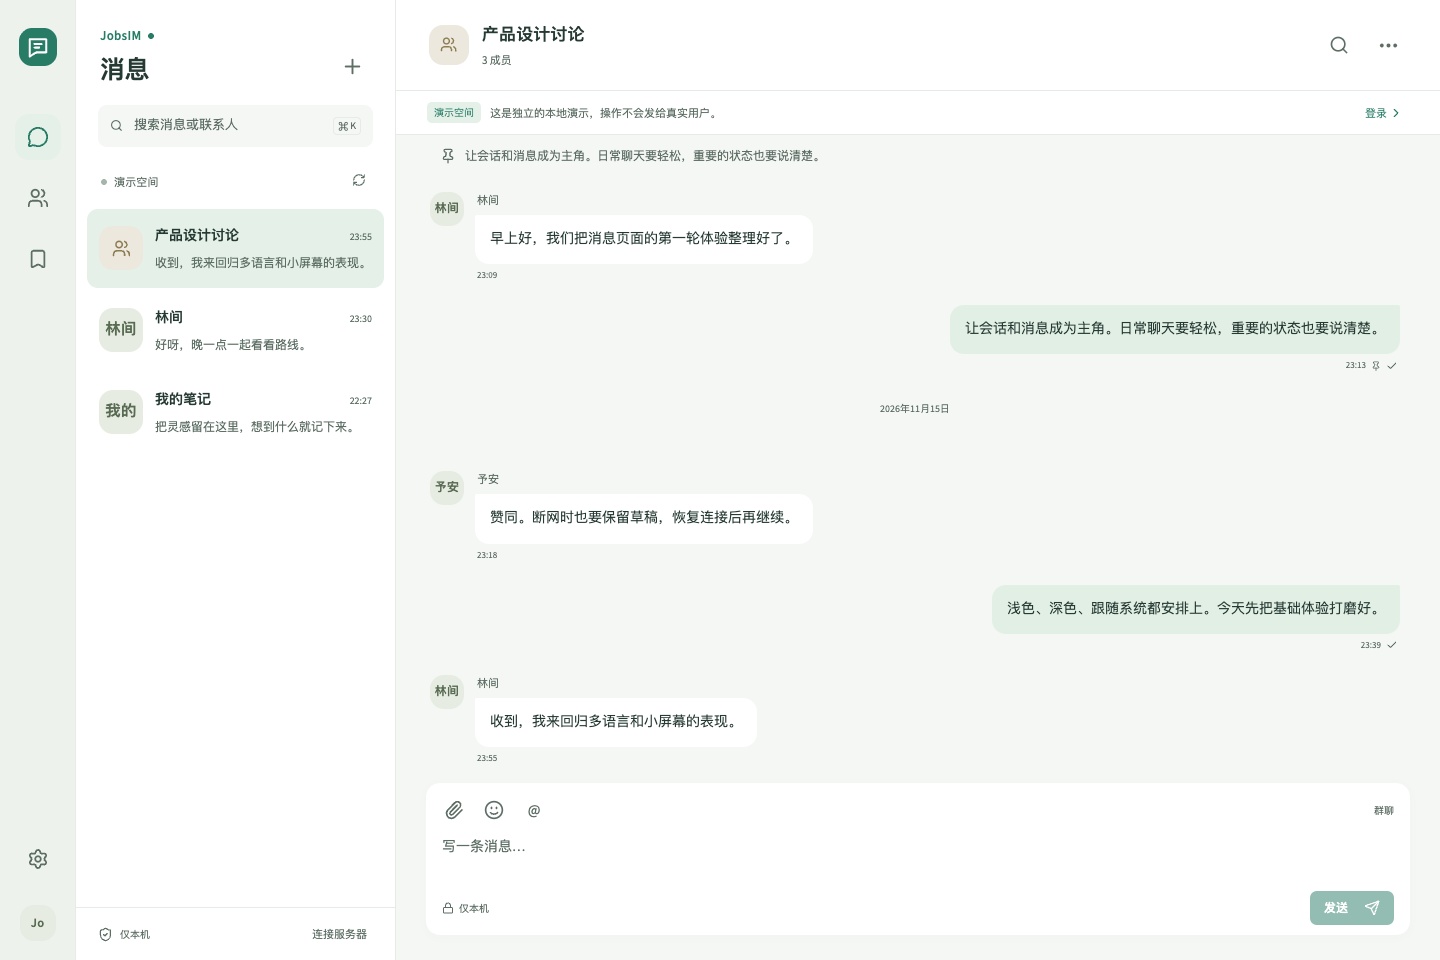 JobsIM
消息
搜索消息或联系人
⌘K
演示空间
产品设计讨论
23:55
收到，我来回归多语言和小屏幕的表现。
林间
林间
23:30
好呀，晚一点一起看看路线。
我的
我的笔记
22:27
把灵感留在这里，想到什么就记下来。
Jo
仅本机
连接服务器
产品设计讨论
3 成员
演示空间
这是独立的本地演示，操作不会发给真实用户。
登录
让会话和消息成为主角。日常聊天要轻松，重要的状态也要说清楚。
林间
林间
早上好，我们把消息页面的第一轮体验整理好了。
23:09
让会话和消息成为主角。日常聊天要轻松，重要的状态也要说清楚。
23:13
2026年11月15日
予安
予安
赞同。断网时也要保留草稿，恢复连接后再继续。
23:18
浅色、深色、跟随系统都安排上。今天先把基础体验打磨好。
23:39
林间
林间
收到，我来回归多语言和小屏幕的表现。
23:55
@
群聊
写一条消息...
仅本机
发送